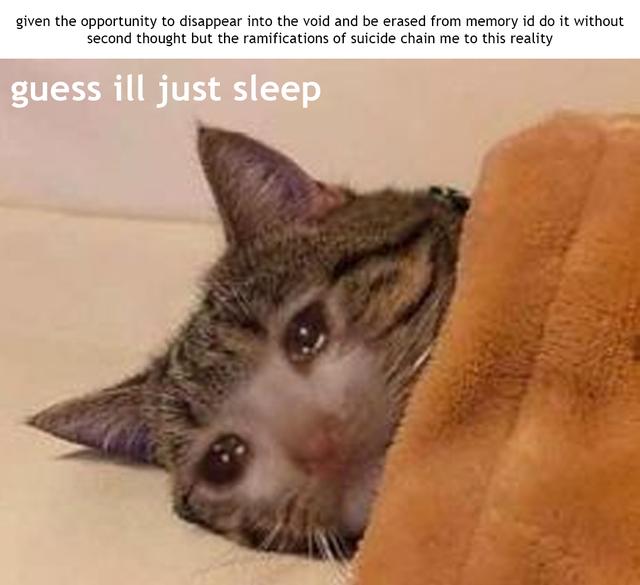 given the opportunity to disappear into the void and be erased from memory id do it without
second thought but the ramifications of suicide chain me to this reality
guess ill just sleep